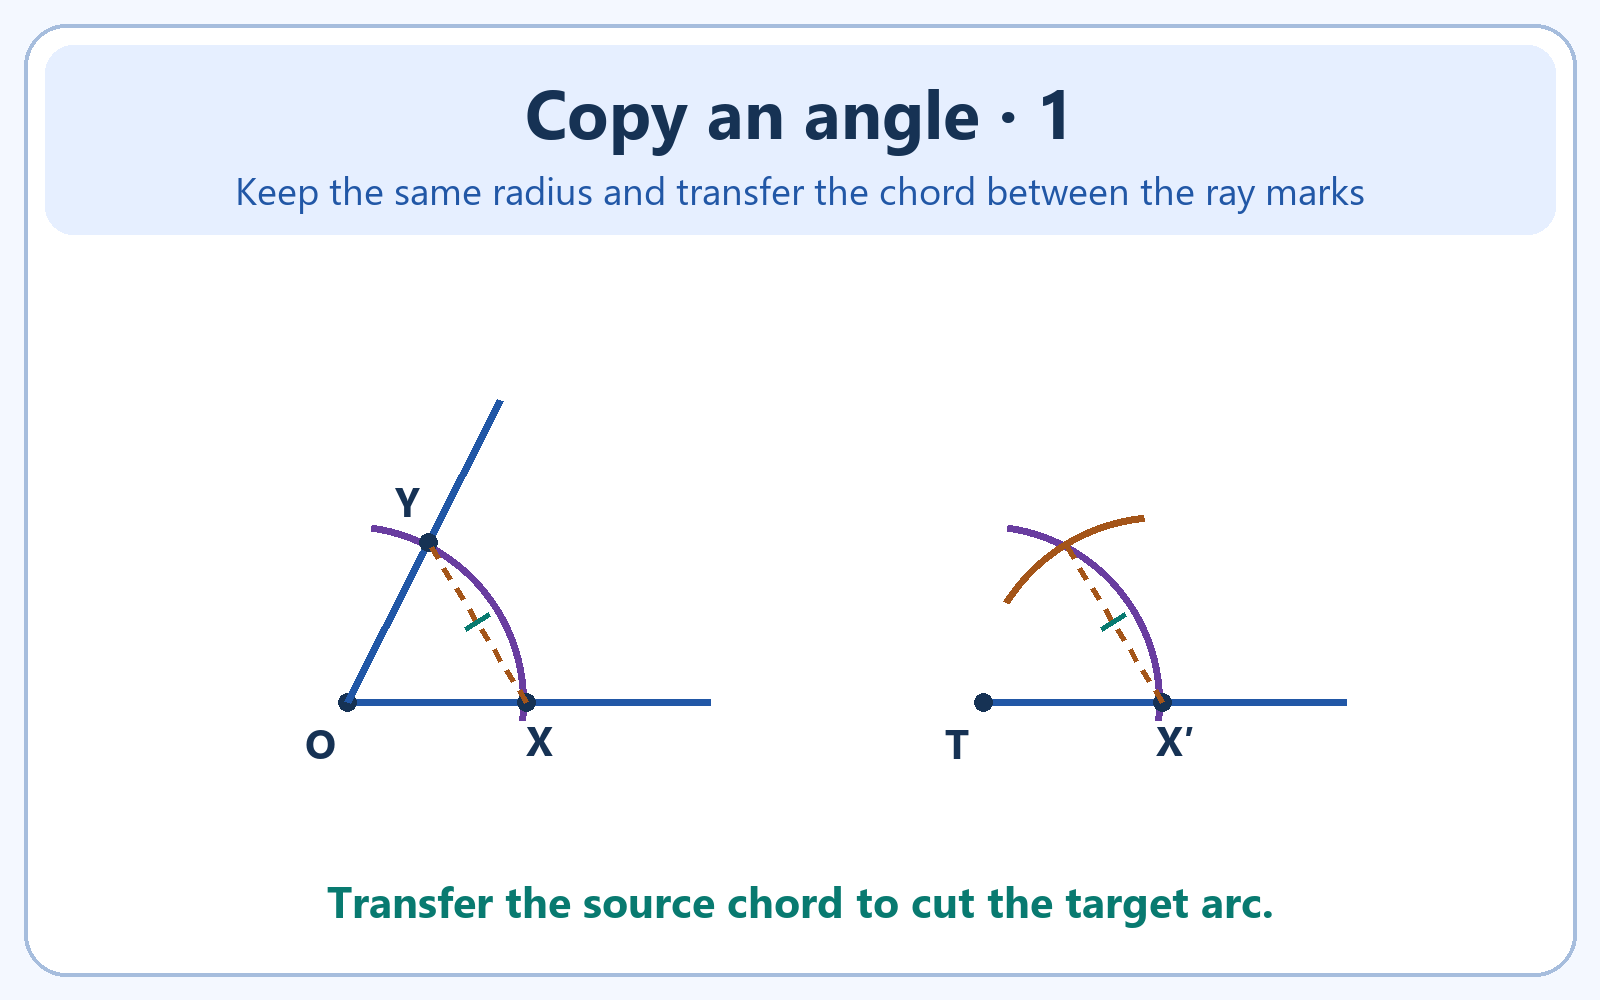 Copy an angle · 1
Keep the same radius and transfer the chord between the ray marks
Y
O
X
T
X′
Transfer the source chord to cut the target arc.